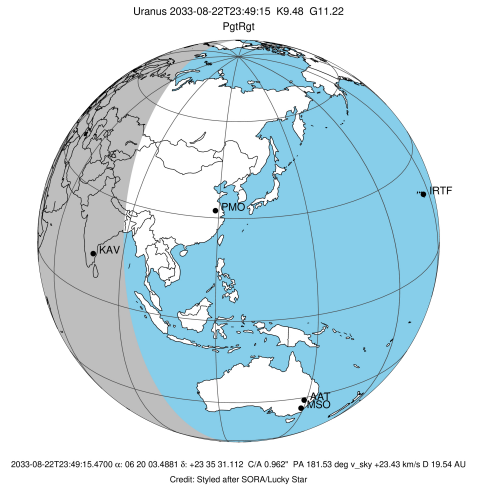 Uranus 2033-08-22T23:49:15 K9.48 G11.22
PgtRgt
IRTF
PMO
KAV
AAT
MSO
2033-08-22T23:49:15.4700 α: 06 20 03.4881 δ: +23 35 31.112 C/A 0.962" PA 181.53 deg v_sky +23.43 km/s D 19.54 AU
Credit: Styled after SORA/Lucky Star